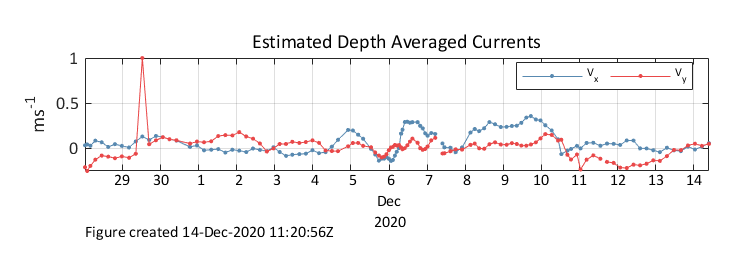 Estimated Depth Averaged Currents
Vx Vy
1
0.5
0
ms-1
29 30 1 2 3 4 5 6 7 8 9 10 11 12 13 14
Dec
2020
Figure created 14-Dec-2020 11:20:56Z